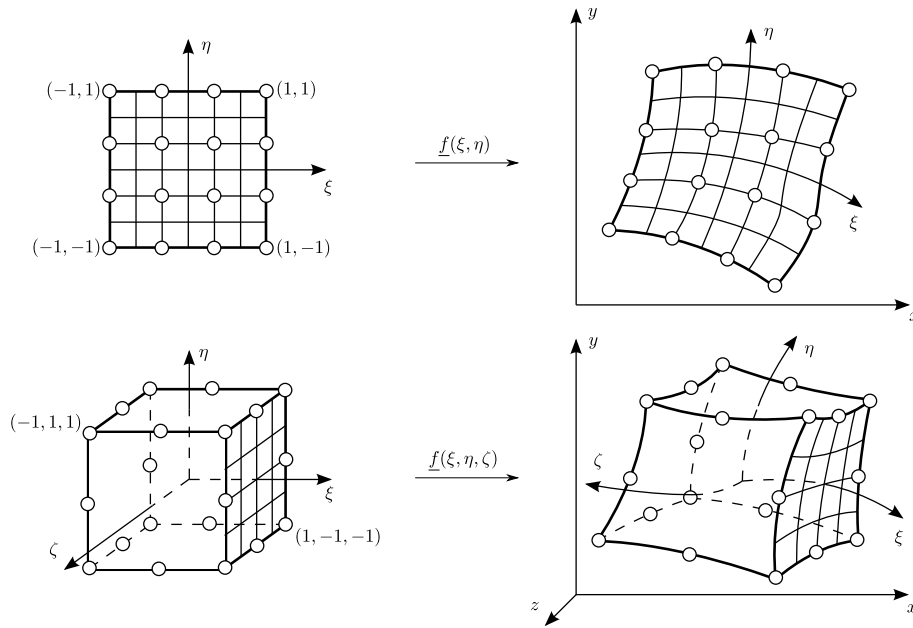 η
(−1, 1)
(1, 1)
ξ
(−1, −1)
(1, −1)
f(ξ, η)
y
η
ξ
x
η
(−1, 1, 1)
ξ
(1, −1, −1)
ζ
f(ξ, η, ζ)
y
η
ζ
ξ
z
x